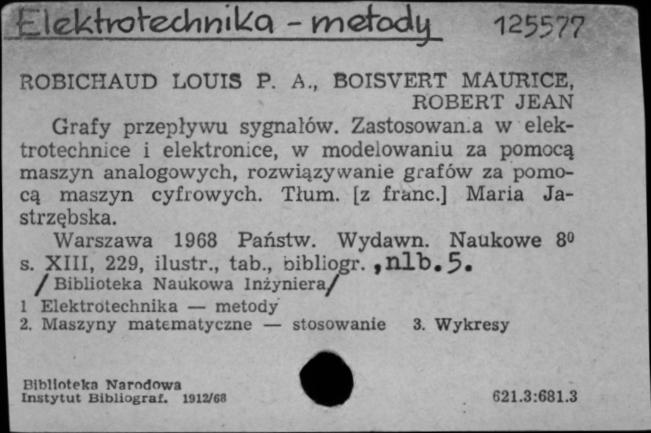 Elektrotechnika - metody 125577
ROBICHAUD LOUIS P. A., BOISVERT MAURICE,
ROBERT JEAN
Grafy przepływu sygnałów. Zastosowan.a w elek-
trotechnice i elektronice, w modelowaniu za pomocą
maszyn analogowych, rozwiązywanie grafów za pomo-
cą maszyn cyfrowych. Tłum. [z franc.] Maria Ja-
strzębska.
Warszawa 1968 Państw. Wydawn. Naukowe 8⁰
s. XIII, 229, ilustr., tab., bibliogr. , nlb. 5.
/Biblioteka Naukowa Inżyniera/
1 Elektrotechnika — metody
2. Maszyny matematyczne — stosowanie 3. Wykresy
Biblioteka Narodowa
Instytut Bibliograf. 1912/68 621.3:681.3